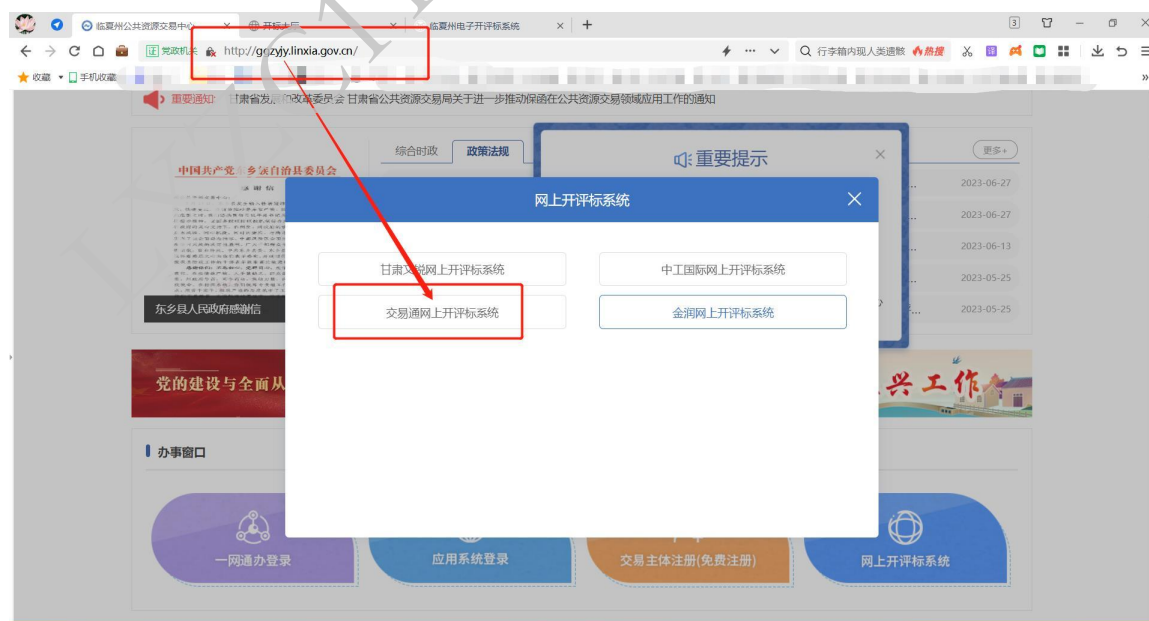 临夏州公共资源交易中心
开标大厅
临夏州电子开评标系统
3
证 党政机关 http://ggzyjy.linxia.gov.cn/
行李箱内现人类遗骸 热搜
译
收藏 手机收藏
重要通知: 甘肃省发展和改革委员会 甘肃省公共资源交易局关于进一步推动保函在公共资源交易领域应用工作的通知
综合时政 政策法规
更多+
重要提示
中国共产党 乡族自治县委员会
感谢信
网上开评标系统
2023-06-27
2023-06-27
2023-06-13
2023-05-25
2023-05-25
甘肃文锐网上开评标系统
中工国际网上开评标系统
交易通网上开评标系统
金润网上开评标系统
东乡县人民政府感谢信
党的建设与全面从
兴工作
办事窗口
一网通办登录
应用系统登录
交易主体注册(免费注册)
网上开评标系统